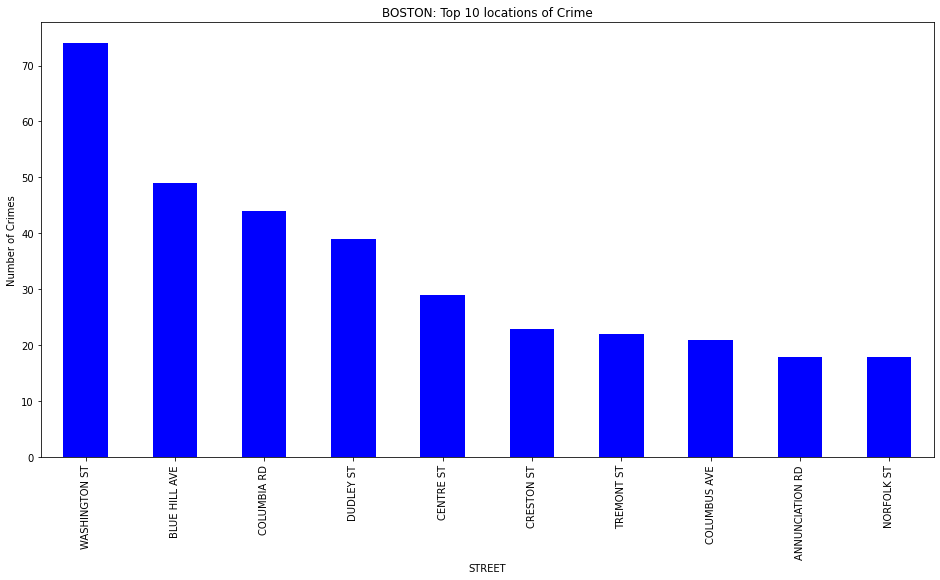 BOSTON: Top 10 locations of Crime
Number of Crimes
70
60
50
40
30
20
10
0
WASHINGTON ST
BLUE HILL AVE
COLUMBIA RD
DUDLEY ST
CENTRE ST
CRESTON ST
TREMONT ST
COLUMBUS AVE
ANNUNCIATION RD
NORFOLK ST
STREET